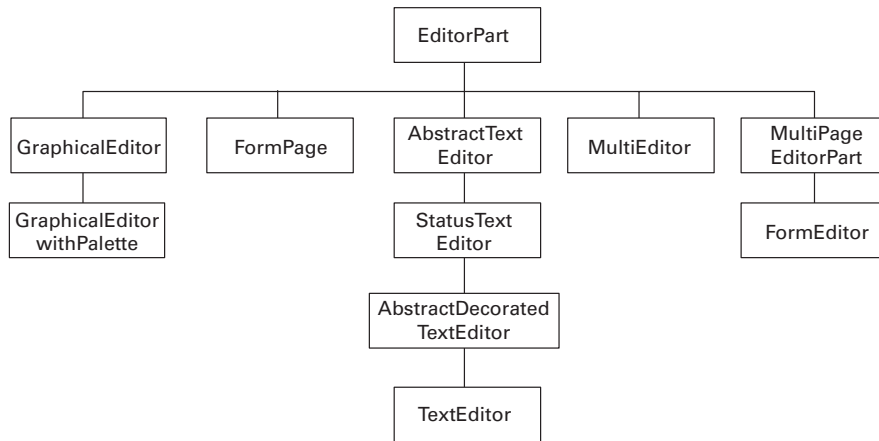 EditorPart
GraphicalEditor
FormPage
AbstractText
Editor
MultiEditor
MultiPage
EditorPart
GraphicalEditor
withPalette
StatusText
Editor
FormEditor
AbstractDecorated
TextEditor
TextEditor